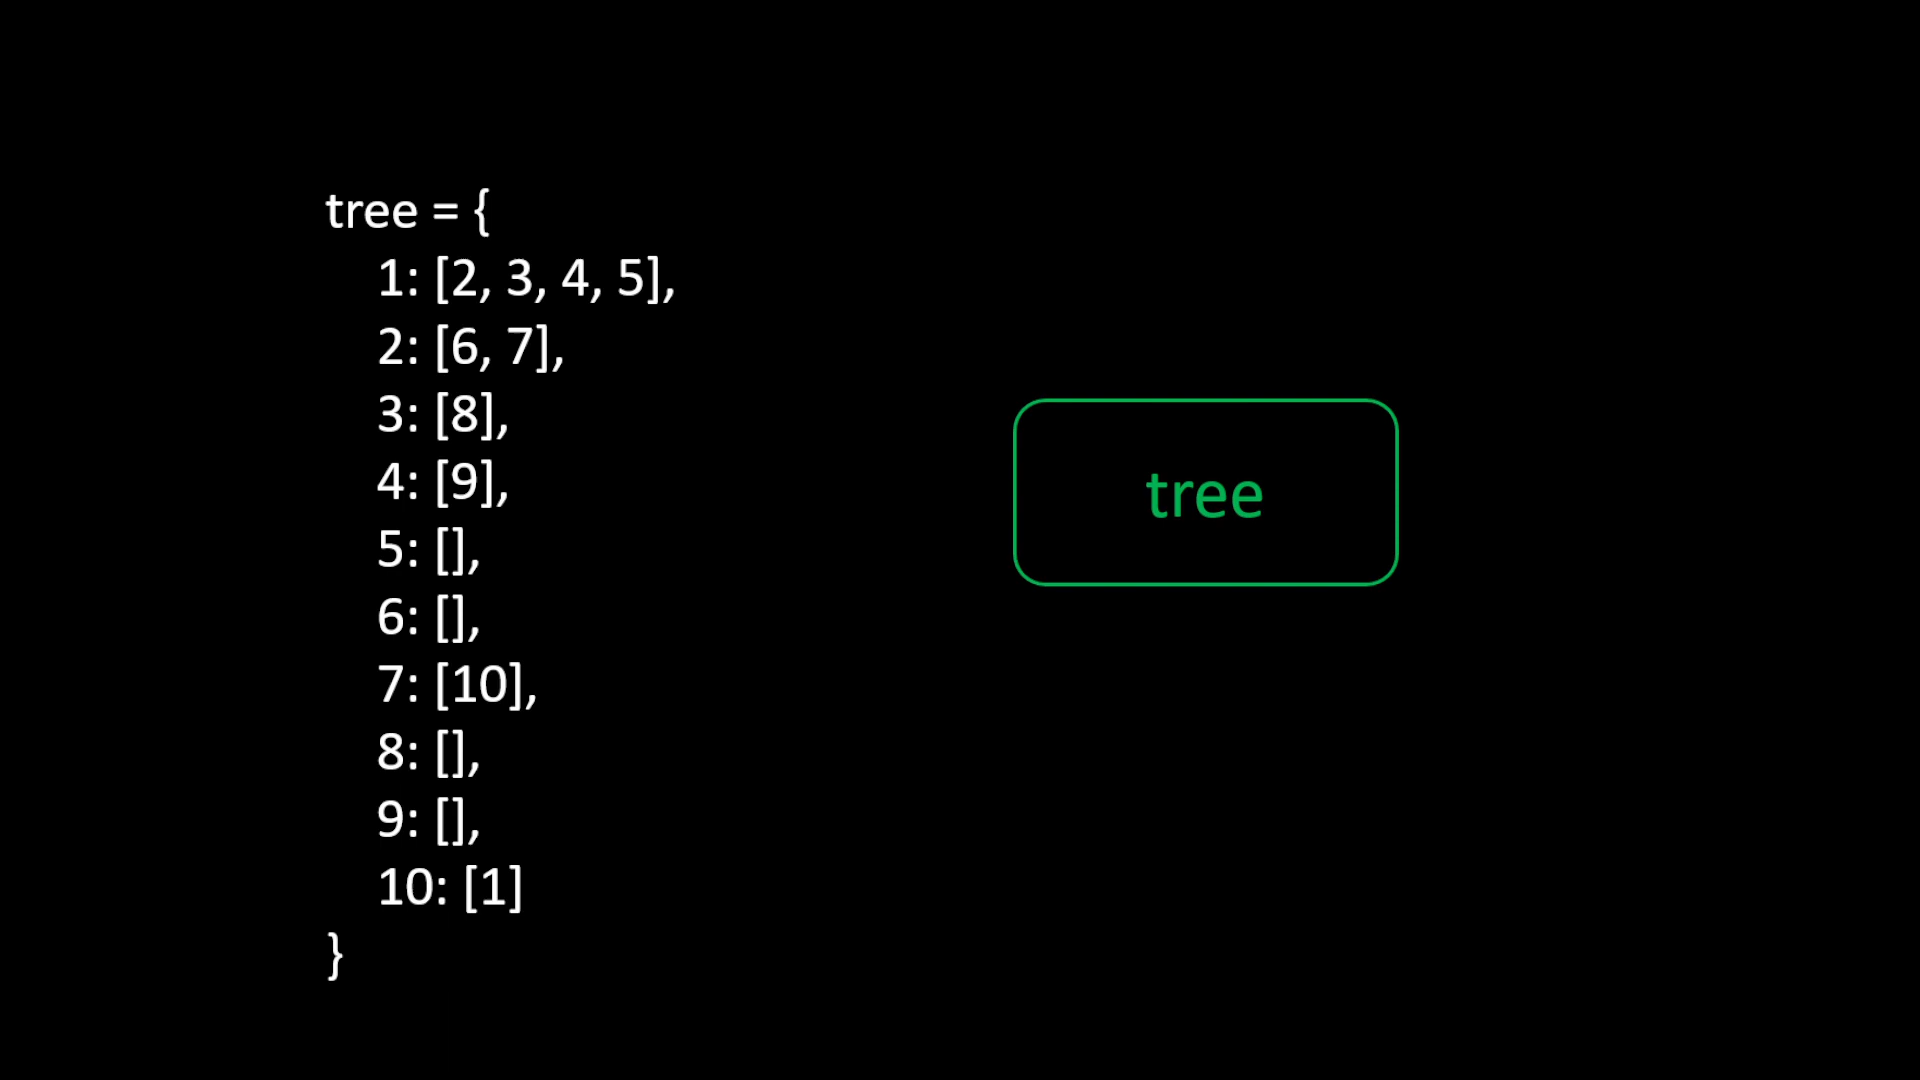 tree = {
1: [2, 3, 4, 5],
2: [6, 7],
3: [8],
4: [9],
5: [],
6: [],
7: [10],
8: [],
9: [],
10: [1]
}
tree